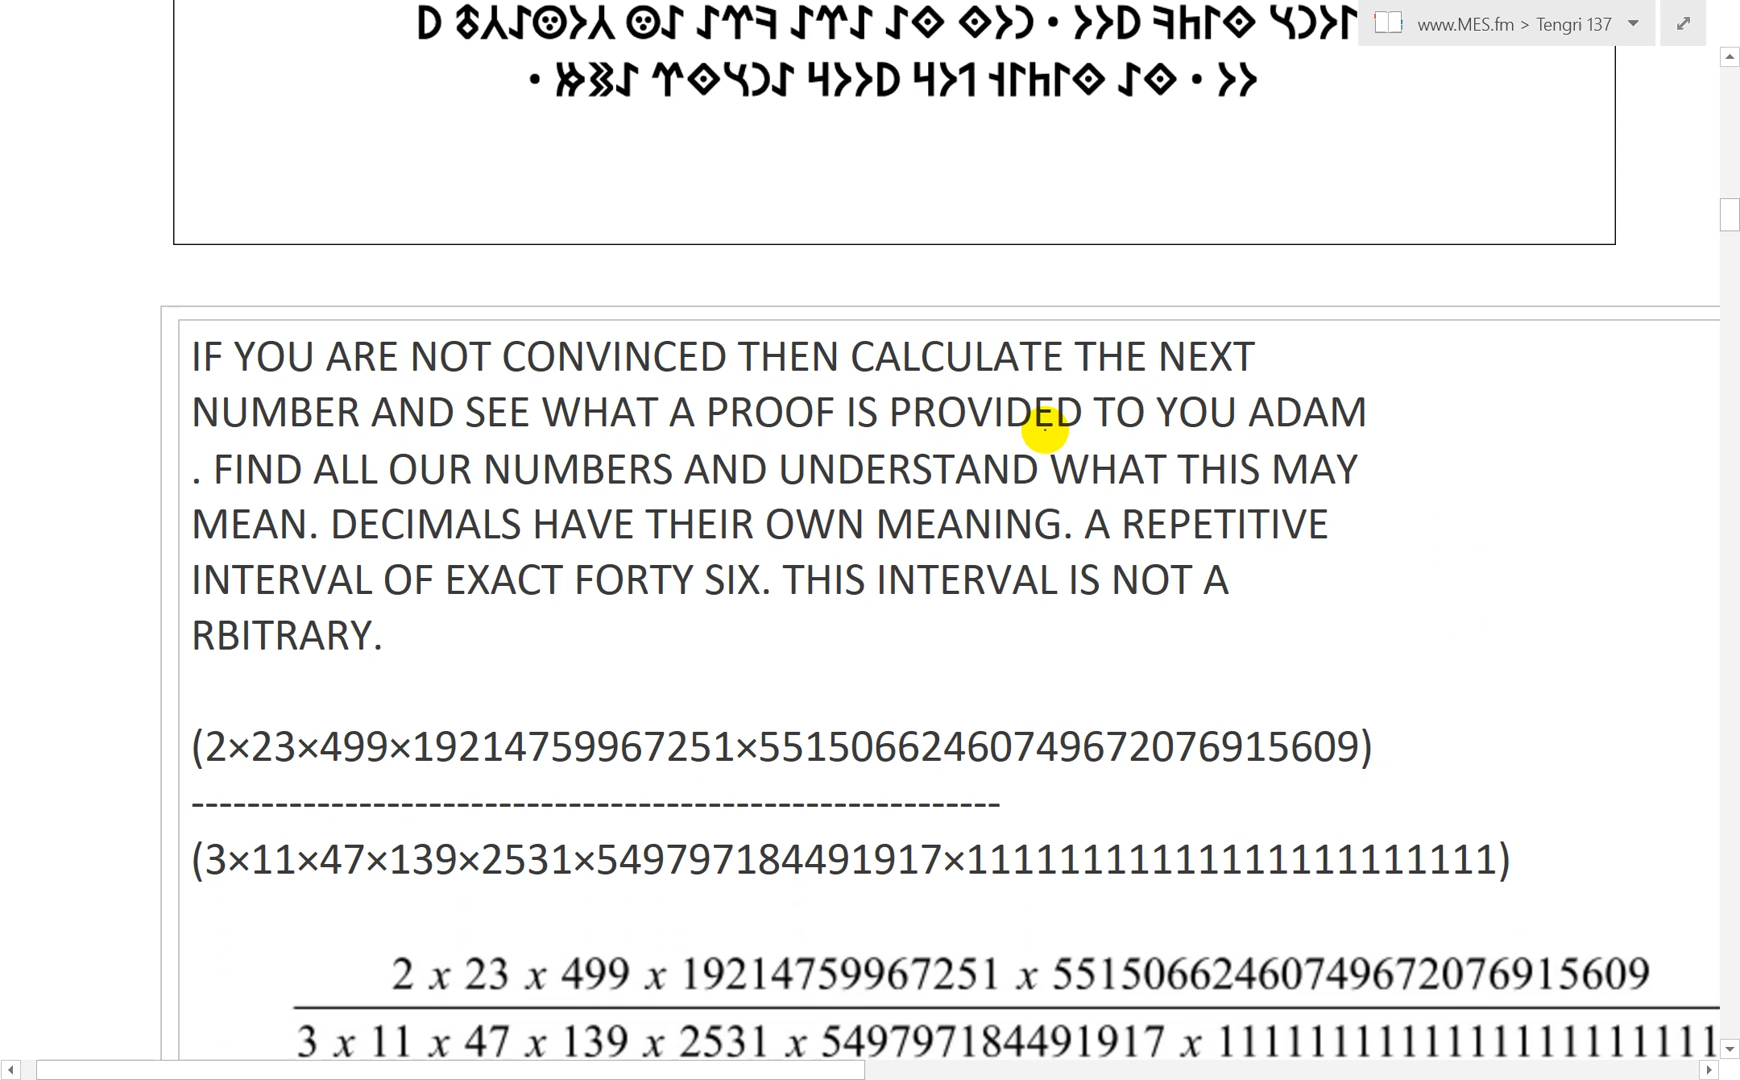 www.MES.fm > Tengri 137
IF YOU ARE NOT CONVINCED THEN CALCULATE THE NEXT
NUMBER AND SEE WHAT A PROOF IS PROVIDED TO YOU ADAM
. FIND ALL OUR NUMBERS AND UNDERSTAND WHAT THIS MAY
MEAN. DECIMALS HAVE THEIR OWN MEANING. A REPETITIVE
INTERVAL OF EXACT FORTY SIX. THIS INTERVAL IS NOT A
RBITRARY.
(2×23×499×19214759967251×55150662460749672076915609)
------------------------------------------------------
(3×11×47×139×2531×549797184491917×11111111111111111111111)
2 x 23 x 499 x 19214759967251 x 55150662460749672076915609
3 x 11 x 47 x 139 x 2531 x 549797184491917 x 1111111111111111111111